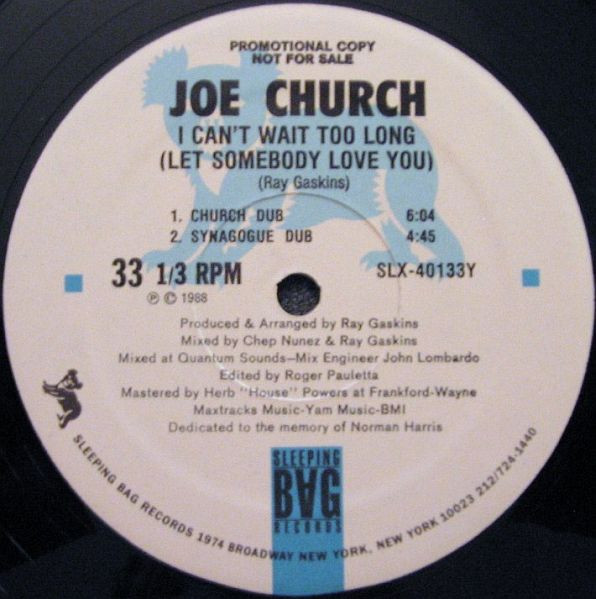 PROMOTIONAL COPY
NOT FOR SALE
JOE CHURCH
I CAN'T WAIT TOO LONG
(LET SOMEBODY LOVE YOU)
(Ray Gaskins)
1. CHURCH DUB 6:04
2. SYNAGOGUE DUB 4:45
33 1/3 RPM SLX-40133Y
℗ © 1988
Produced & Arranged by Ray Gaskins
Mixed by Chep Nunez & Ray Gaskins
Mixed at Quantum Sounds—Mix Engineer John Lombardo
Edited by Roger Pauletta
Mastered by Herb "House" Powers at Frankford-Wayne
Maxtracks Music-Yam Music-BMI
Dedicated to the memory of Norman Harris
SLEEPING
BAG
RECORDS
SLEEPING BAG RECORDS 1974 BROADWAY NEW YORK, NEW YORK 10023 212/724-1440